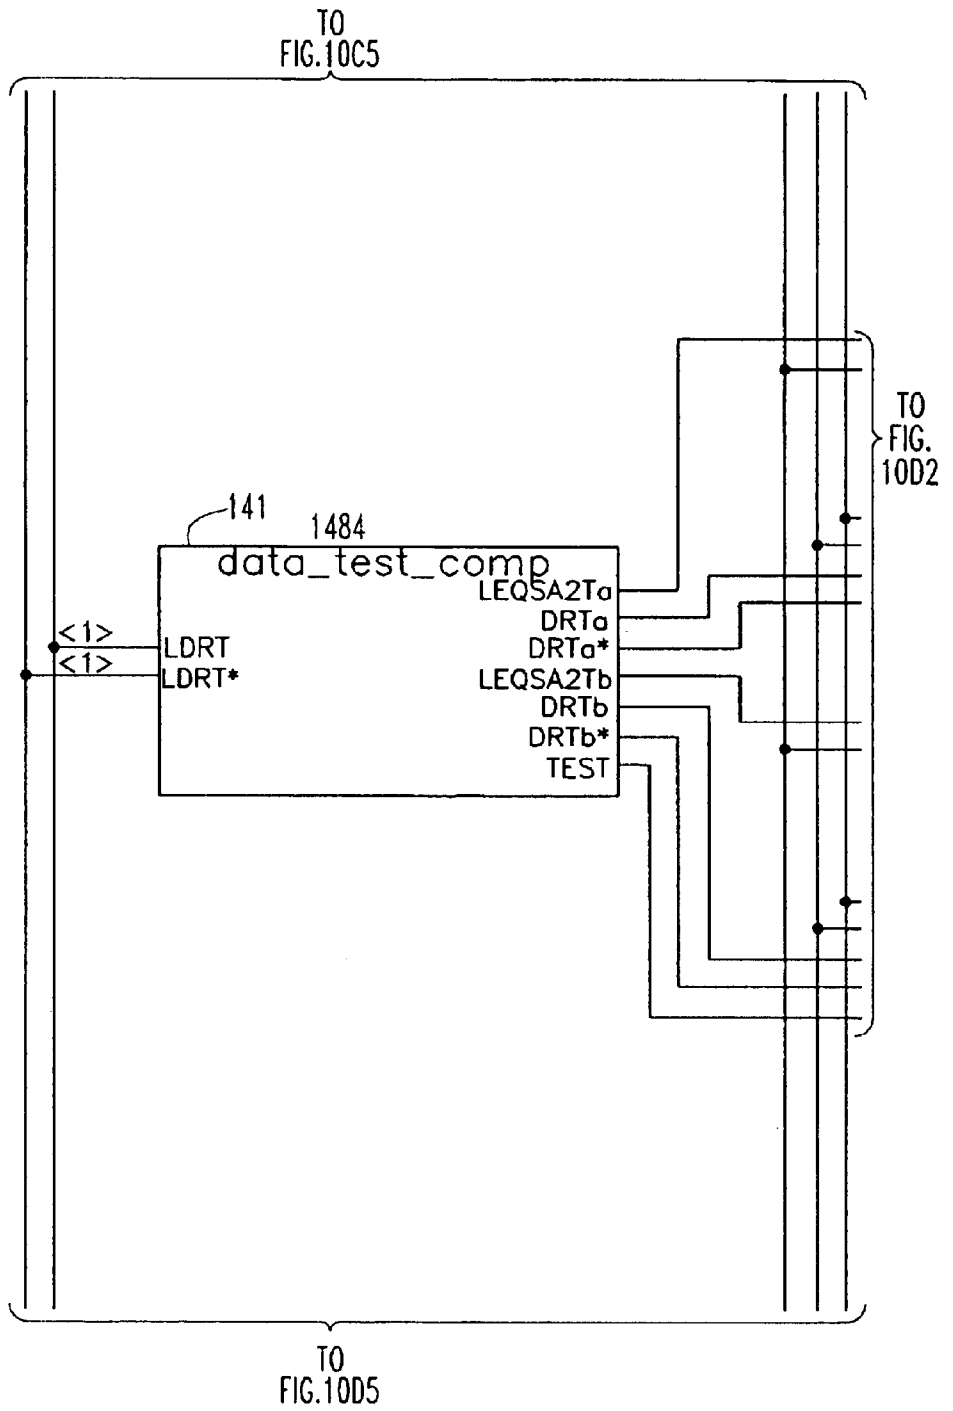 TO
FIG.10C5
TO
FIG.
10D2
141
1484
data_test_comp
LEQSA2Ta
DRTa
<1>
LDRT
DRTa*
<1>
LDRT*
LEQSA2Tb
DRTb
DRTb*
TEST
TO
FIG.10D5